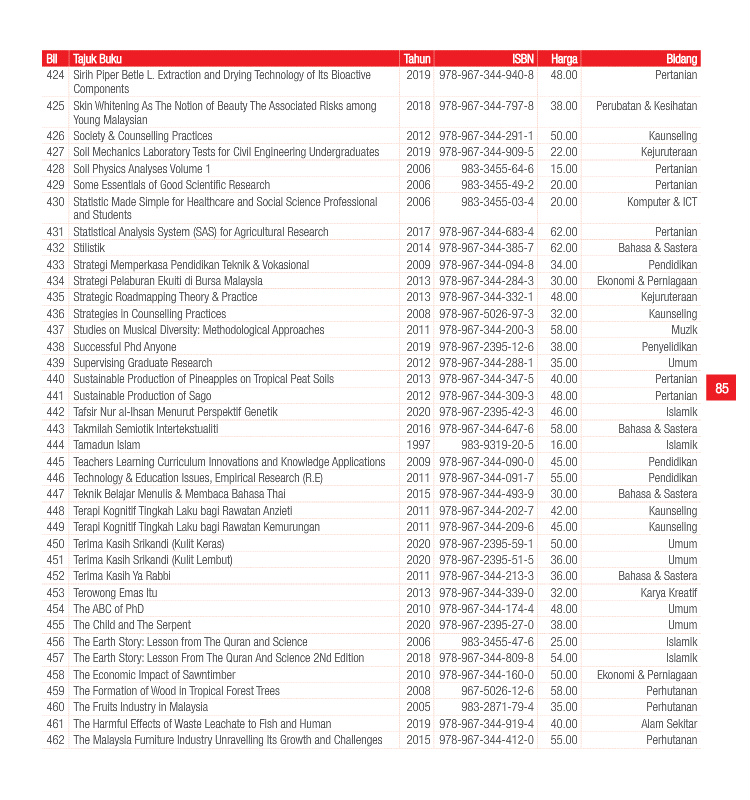 Bil Tajuk Buku Tahun ISBN Harga Bidang
424 Sirih Piper Betle L. Extraction and Drying Technology of Its Bioactive 2019 978-967-344-940-8 48.00 Pertanian
Components
425 Skin Whitening As The Notion of Beauty The Associated Risks among 2018 978-967-344-797-8 38.00 Perubatan & Kesihatan
Young Malaysian
426 Society & Counselling Practices 2012 978-967-344-291-1 50.00 Kaunseling
427 Soil Mechanics Laboratory Tests for Civil Engineering Undergraduates 2019 978-967-344-909-5 22.00 Kejuruteraan
428 Soil Physics Analyses Volume 1 2006 983-3455-64-6 15.00 Pertanian
429 Some Essentials of Good Scientific Research 2006 983-3455-49-2 20.00 Pertanian
430 Statistic Made Simple for Healthcare and Social Science Professional 2006 983-3455-03-4 20.00 Komputer & ICT
and Students
431 Statistical Analysis System (SAS) for Agricultural Research 2017 978-967-344-683-4 62.00 Pertanian
432 Stilistik 2014 978-967-344-385-7 62.00 Bahasa & Sastera
433 Strategi Memperkasa Pendidikan Teknik & Vokasional 2009 978-967-344-094-8 34.00 Pendidikan
434 Strategi Pelaburan Ekuiti di Bursa Malaysia 2013 978-967-344-284-3 30.00 Ekonomi & Perniagaan
435 Strategic Roadmapping Theory & Practice 2013 978-967-344-332-1 48.00 Kejuruteraan
436 Strategies in Counselling Practices 2008 978-967-5026-97-3 32.00 Kaunseling
437 Studies on Musical Diversity: Methodological Approaches 2011 978-967-344-200-3 58.00 Muzik
438 Successful Phd Anyone 2019 978-967-2395-12-6 38.00 Penyelidikan
439 Supervising Graduate Research 2012 978-967-344-288-1 35.00 Umum
440 Sustainable Production of Pineapples on Tropical Peat Soils 2013 978-967-344-347-5 40.00 Pertanian
441 Sustainable Production of Sago 2012 978-967-344-309-3 48.00 Pertanian
85
442 Tafsir Nur al-Ihsan Menurut Perspektif Genetik 2020 978-967-2395-42-3 46.00 Islamik
443 Takmilah Semiotik Intertekstualiti 2016 978-967-344-647-6 58.00 Bahasa & Sastera
444 Tamadun Islam 1997 983-9319-20-5 16.00 Islamik
445 Teachers Learning Curriculum Innovations and Knowledge Applications 2009 978-967-344-090-0 45.00 Pendidikan
446 Technology & Education Issues, Empirical Research (R.E) 2011 978-967-344-091-7 55.00 Pendidikan
447 Teknik Belajar Menulis & Membaca Bahasa Thai 2015 978-967-344-493-9 30.00 Bahasa & Sastera
448 Terapi Kognitif Tingkah Laku bagi Rawatan Anzieti 2011 978-967-344-202-7 42.00 Kaunseling
449 Terapi Kognitif Tingkah Laku bagi Rawatan Kemurungan 2011 978-967-344-209-6 45.00 Kaunseling
450 Terima Kasih Srikandi (Kulit Keras) 2020 978-967-2395-59-1 50.00 Umum
451 Terima Kasih Srikandi (Kulit Lembut) 2020 978-967-2395-51-5 36.00 Umum
452 Terima Kasih Ya Rabbi 2011 978-967-344-213-3 36.00 Bahasa & Sastera
453 Terowong Emas Itu 2013 978-967-344-339-0 32.00 Karya Kreatif
454 The ABC of PhD 2010 978-967-344-174-4 48.00 Umum
455 The Child and The Serpent 2020 978-967-2395-27-0 38.00 Umum
456 The Earth Story: Lesson from The Quran and Science 2006 983-3455-47-6 25.00 Islamik
457 The Earth Story: Lesson From The Quran And Science 2Nd Edition 2018 978-967-344-809-8 54.00 Islamik
458 The Economic Impact of Sawntimber 2010 978-967-344-160-0 50.00 Ekonomi & Perniagaan
459 The Formation of Wood in Tropical Forest Trees 2008 967-5026-12-6 58.00 Perhutanan
460 The Fruits Industry in Malaysia 2005 983-2871-79-4 35.00 Perhutanan
461 The Harmful Effects of Waste Leachate to Fish and Human 2019 978-967-344-919-4 40.00 Alam Sekitar
462 The Malaysia Furniture Industry Unravelling Its Growth and Challenges 2015 978-967-344-412-0 55.00 Perhutanan